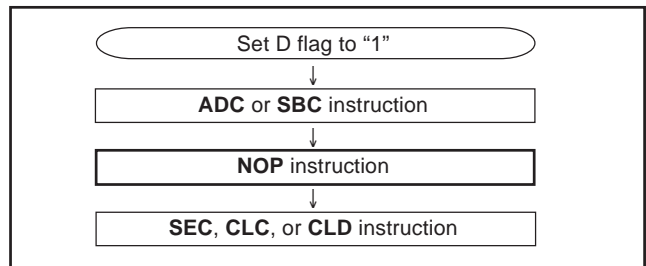 Set D flag to “1”
ADC or SBC instruction
NOP instruction
SEC, CLC, or CLD instruction